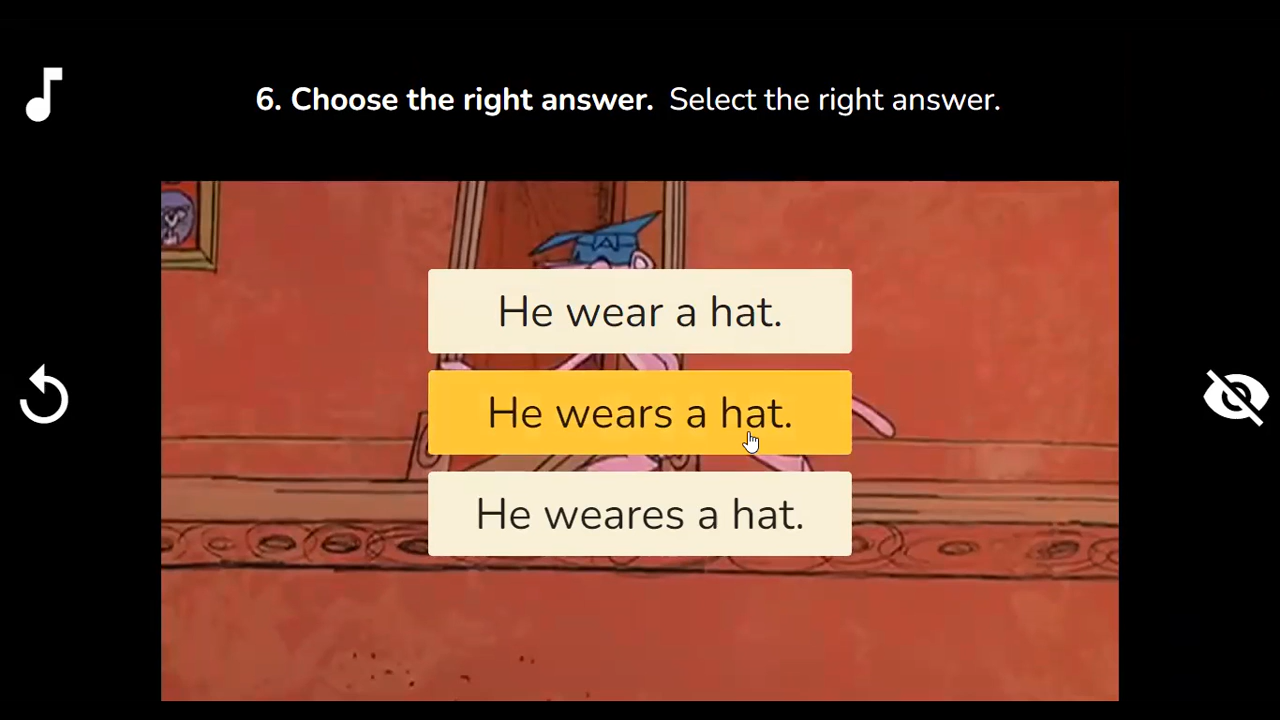 6. Choose the right answer. Select the right answer.
He wear a hat.
He wears a hat.
He weares a hat.